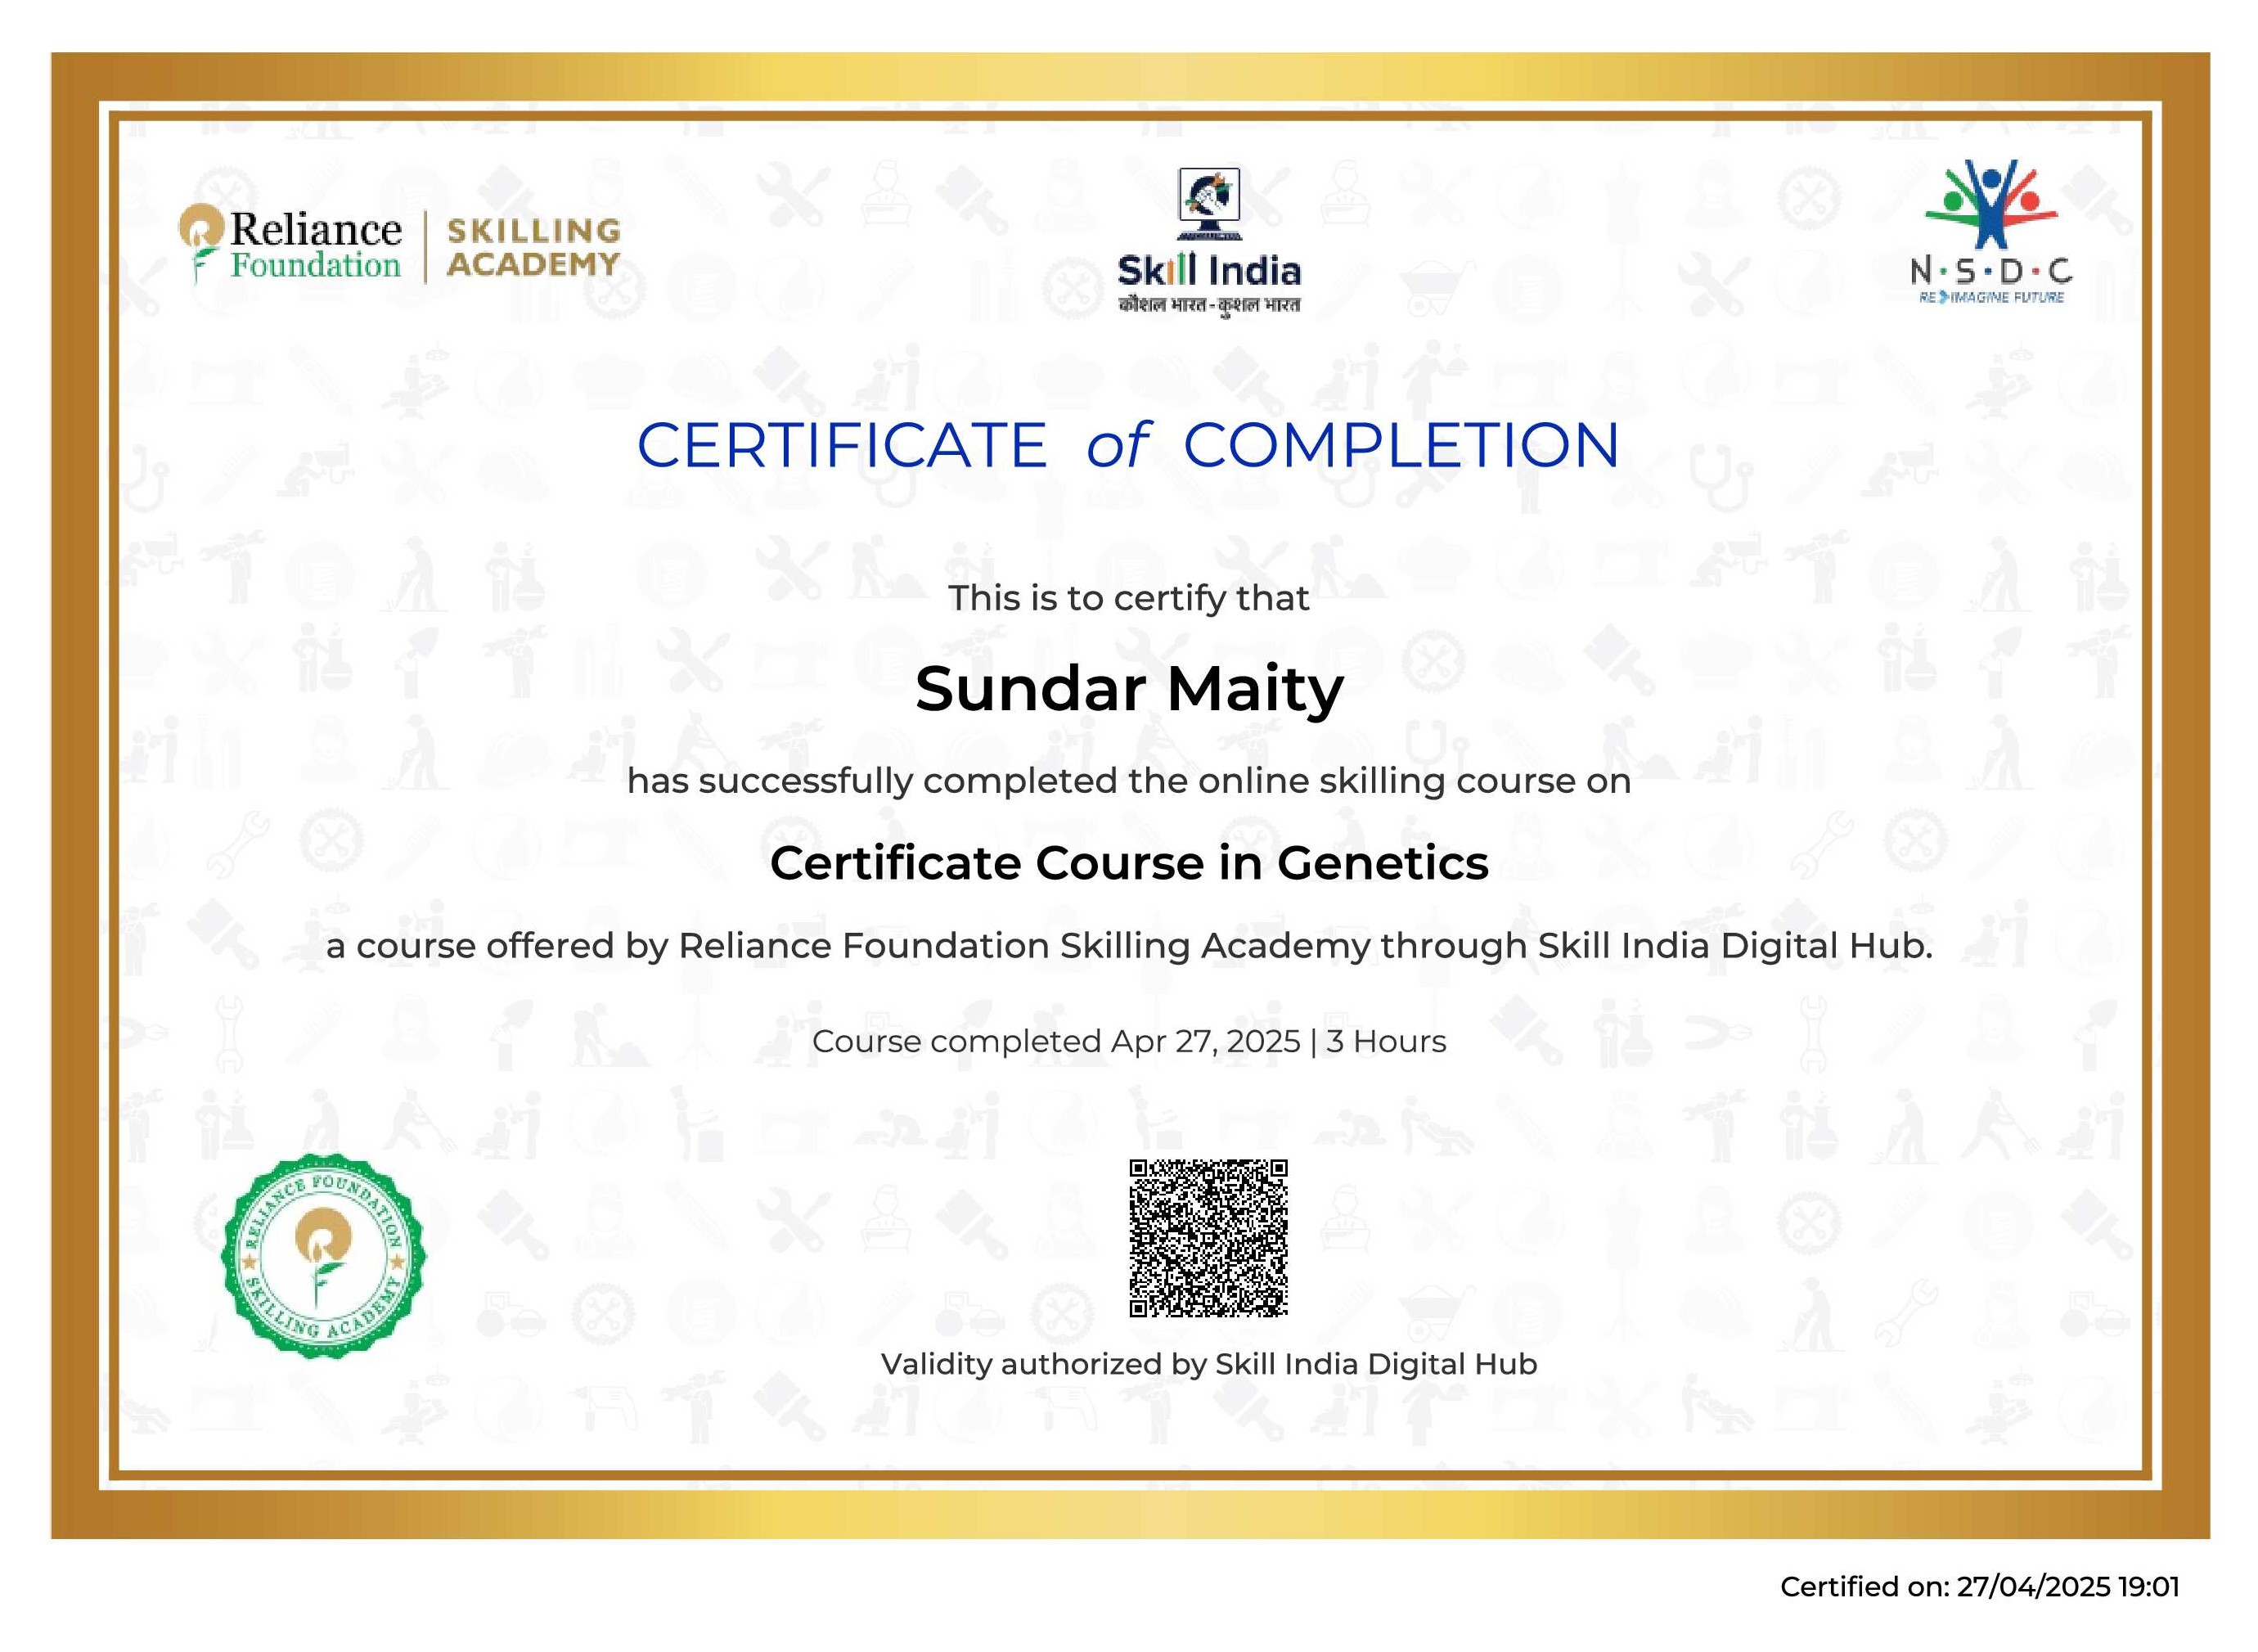 Reliance
Foundation
SKILLING
ACADEMY
Skill India
कौशल भारत - कुशल भारत
N·S·D·C
RE IMAGINE FUTURE
CERTIFICATE of COMPLETION
This is to certify that
Sundar Maity
has successfully completed the online skilling course on
Certificate Course in Genetics
a course offered by Reliance Foundation Skilling Academy through Skill India Digital Hub.
Course completed Apr 27, 2025 | 3 Hours
RELIANCE FOUNDATION
SKILLING ACADEMY
Validity authorized by Skill India Digital Hub
Certified on: 27/04/2025 19:01